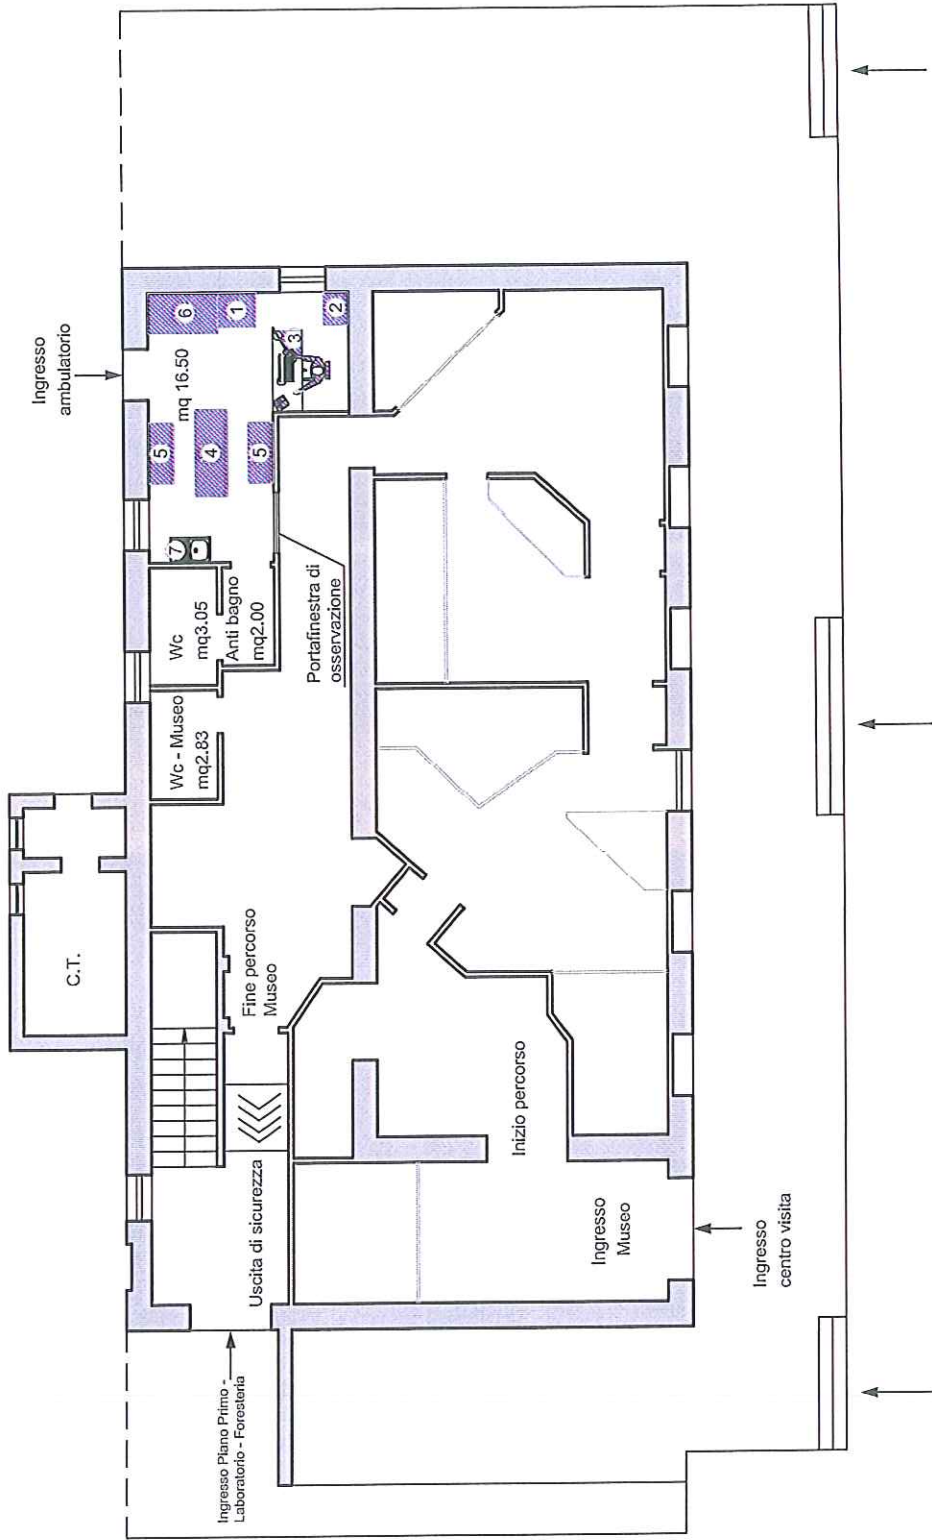 Ingresso
ambulatorio
6
1
2
3
mq 16.50
5
4
5
7
Wc
mq3.05
Anti bagno
mq2.00
Portafinestra di
osservazione
Wc - Museo
mq2.83
C.T.
Fine percorso
Museo
Uscita di sicurezza
Inizio percorso
Ingresso
Museo
Ingresso
centro visita
Ingresso Piano Primo -
Laboratorio - Foresteria